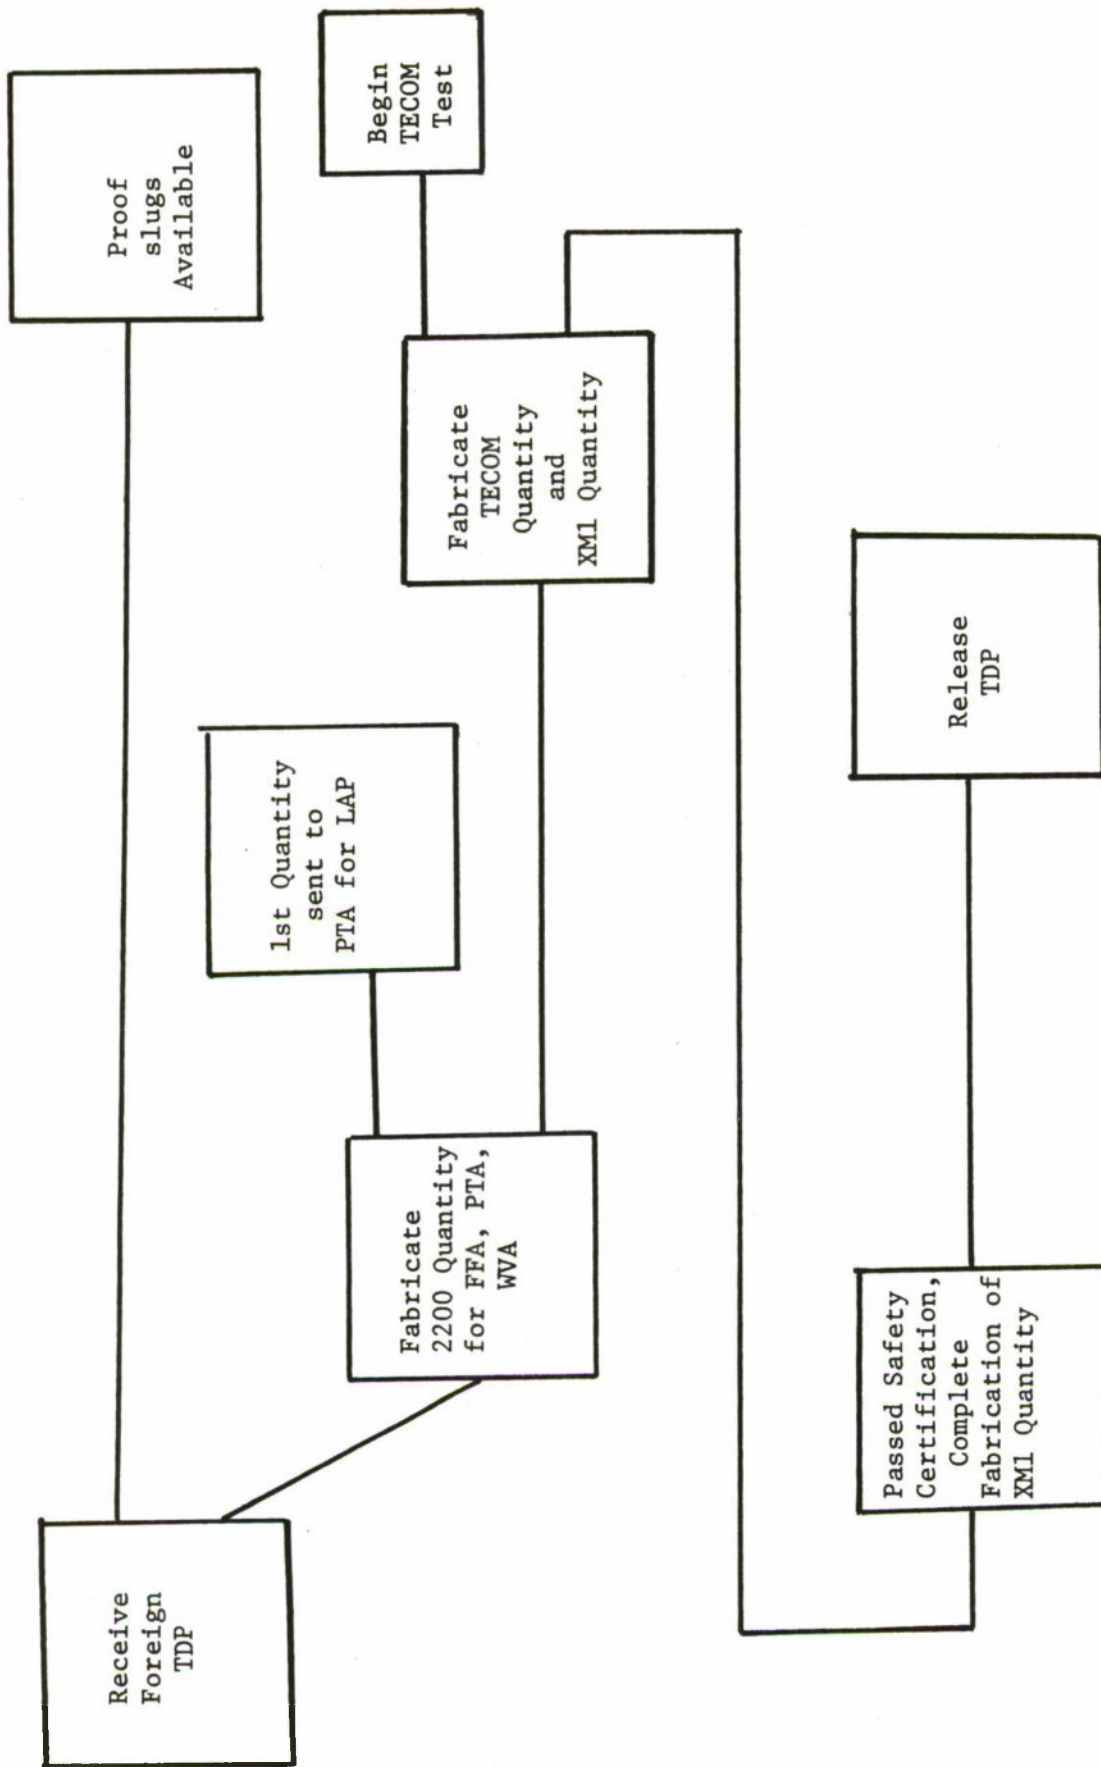 Receive
Foreign
TDP
Proof
slugs
Available
Fabricate
2200 Quantity
for FFA, PTA,
WVA
1st Quantity
sent to
PTA for LAP
Fabricate
TECOM
Quantity
and
XM1 Quantity
Begin
TECOM
Test
Passed Safety
Certification,
Complete
Fabrication of
XM1 Quantity
Release
TDP